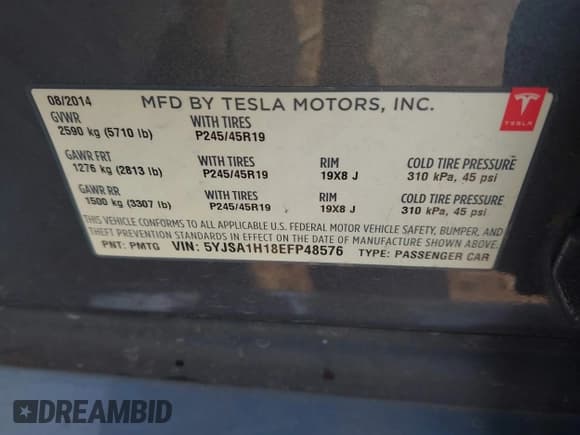 08/2014 MFD BY TESLA MOTORS, INC. TESLA
GVWR WITH TIRES
2590 kg (5710 lb) P245/45R19
GAWR FRT WITH TIRES RIM COLD TIRE PRESSURE
1276 kg (2813 lb) P245/45R19 19X8 J 310 kPa, 45 psi
GAWR RR WITH TIRES RIM COLD TIRE PRESSURE
1500 kg (3307 lb) P245/45R19 19X8 J 310 kPa, 45 psi
THIS VEHICLE CONFORMS TO ALL APPLICABLE U.S. FEDERAL MOTOR VEHICLE SAFETY, BUMPER, AND
THEFT PREVENTION STANDARDS IN EFFECT ON THE DATE OF MANUFACTURE SHOWN ABOVE.
PNT: PMTG VIN: 5YJSA1H18EFP48576 TYPE: PASSENGER CAR
DREAMBID